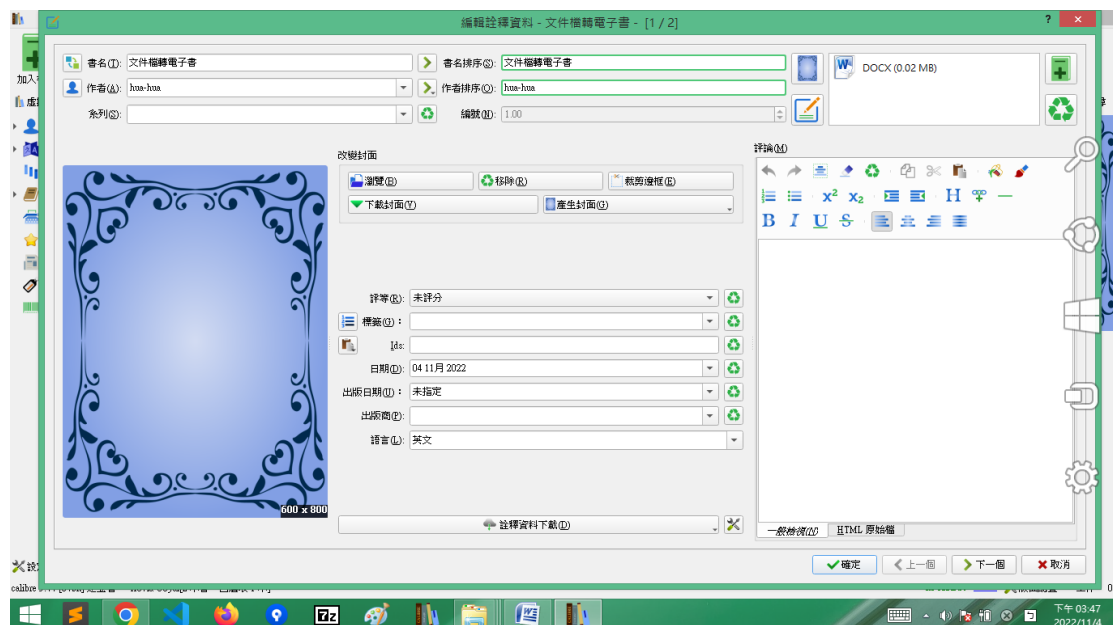 編輯詮釋資料 - 文件檔轉電子書 - [1 / 2]
? ×
書名(T): 文件檔轉電子書 書名排序(S): 文件檔轉電子書
DOCX (0.02 MB)
加入
作者(A): hua-hua 作者排序(O): hua-hua
系列(S): 編號(N): 1.00
改變封面
評論(M)
瀏覽(B) 移除(R) 裁剪邊框(E)
下載封面(Y) 產生封面(G)
X² X₂ H
B I U S
評等(R): 未評分
標籤(G):
Ids:
日期(D): 04 11月 2022
出版日期(U): 未指定
出版商(P):
語言(L): 英文
600 x 800
詮釋資料下載(D)
一般檢視(N) HTML 原始檔
確定 上一個 下一個 取消
calibre
7z
W
下午 03:47
2022/11/4